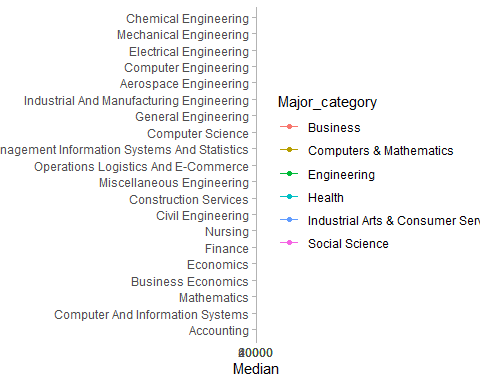 Chemical Engineering
Mechanical Engineering
Electrical Engineering
Computer Engineering
Aerospace Engineering
Industrial And Manufacturing Engineering
General Engineering
Computer Science
nagement Information Systems And Statistics
Operations Logistics And E-Commerce
Miscellaneous Engineering
Construction Services
Civil Engineering
Nursing
Finance
Economics
Business Economics
Mathematics
Computer And Information Systems
Accounting
Median
Major_category
Business
Computers & Mathematics
Engineering
Health
Industrial Arts & Consumer Ser
Social Science